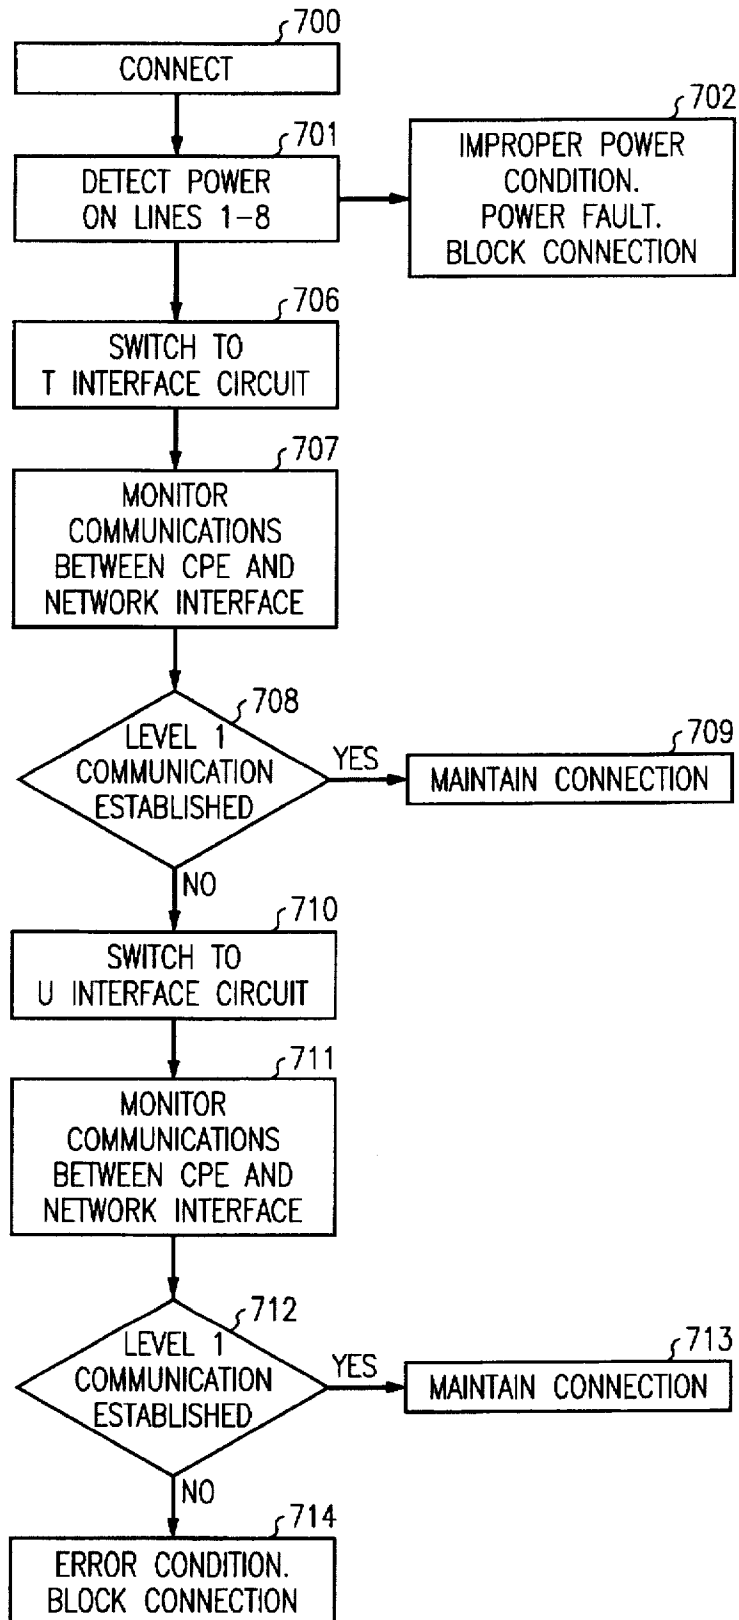 700
CONNECT
701
DETECT POWER
ON LINES 1-8
702
IMPROPER POWER
CONDITION.
POWER FAULT.
BLOCK CONNECTION
706
SWITCH TO
T INTERFACE CIRCUIT
707
MONITOR
COMMUNICATIONS
BETWEEN CPE AND
NETWORK INTERFACE
708
LEVEL 1
COMMUNICATION
ESTABLISHED
YES
709
MAINTAIN CONNECTION
NO
710
SWITCH TO
U INTERFACE CIRCUIT
711
MONITOR
COMMUNICATIONS
BETWEEN CPE AND
NETWORK INTERFACE
712
LEVEL 1
COMMUNICATION
ESTABLISHED
YES
713
MAINTAIN CONNECTION
NO
714
ERROR CONDITION.
BLOCK CONNECTION